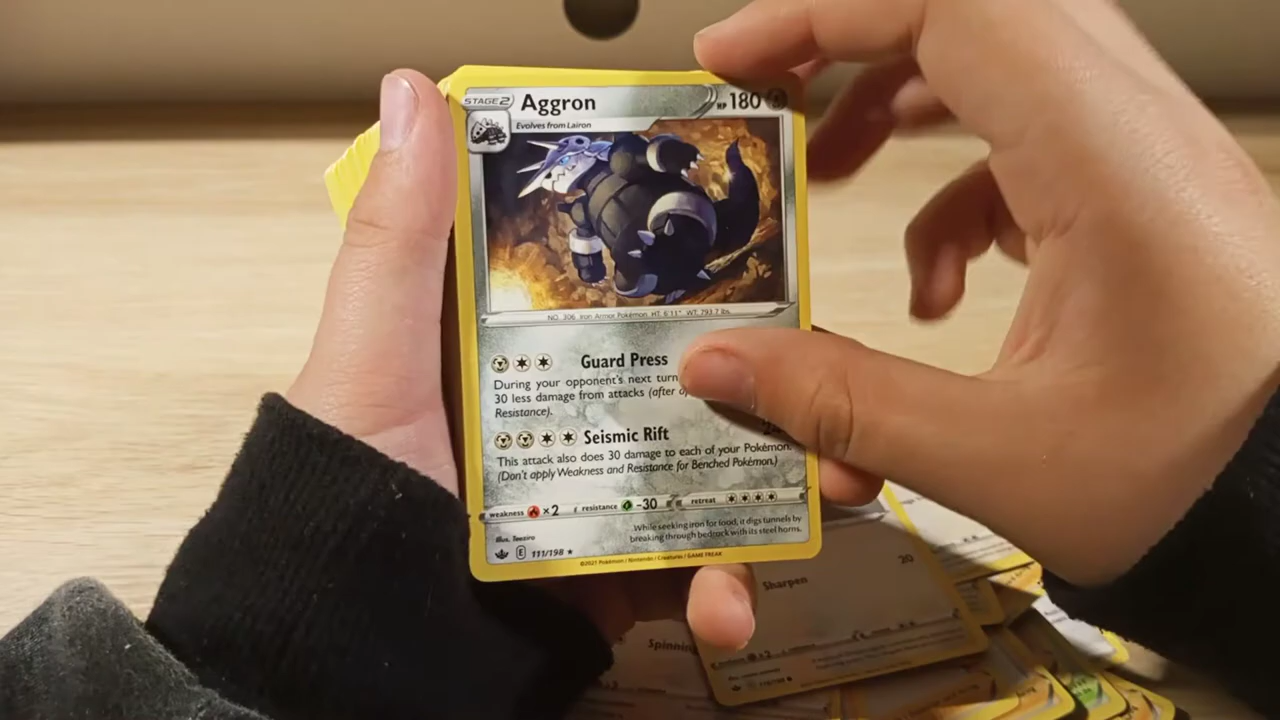 STAGE 2 Aggron HP 180
Evolves from Lairon
NO. 306 Iron Armor Pokémon HT: 6'11" WT: 793.7 lbs.
Guard Press
During your opponent's next turn
30 less damage from attacks (after
Resistance).
Seismic Rift
This attack also does 30 damage to each of your Pokémon.
(Don't apply Weakness and Resistance for Benched Pokémon.)
weakness ×2 resistance -30 retreat
While seeking iron for food, it digs tunnels by
breaking through bedrock with its steel horns.
Illus. Teeziro
E 111/198 ★
©2021 Pokémon / Nintendo / Creatures / GAME FREAK
Sharpen 20
Spinning
×2